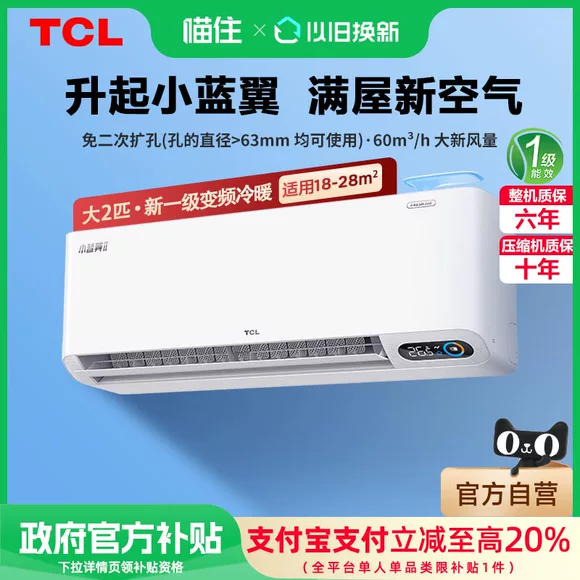 TCL 喵住 × 以旧换新
升起小蓝翼 满屋新空气
免二次扩孔(孔的直径>63mm 均可使用)·60m³/h 大新风量
1级
能效
大2匹·新一级变频冷暖 适用18-28m²
整机质保
六年
压缩机质保
十年
小蓝翼II
TCL
26.5
官方自营
政府官方补贴
下拉详情页领补贴资格
支付宝支付立减至高20%
(全平台单人单品类限补贴1件)